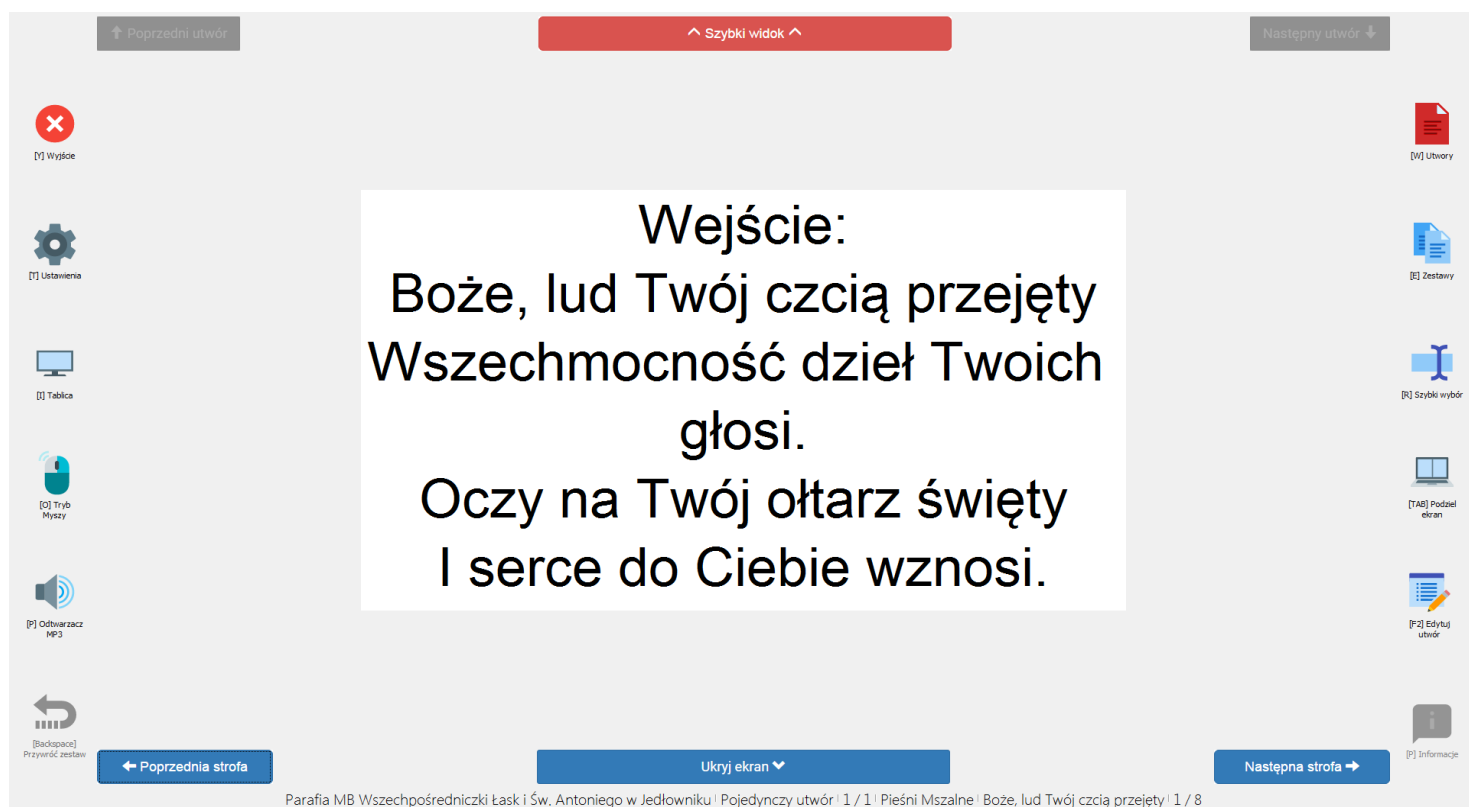 Poprzedni utwór
Szybki widok
Następny utwór
[Y] Wyjście
[W] Utwory
Wejście:
Boże, lud Twój czcią przejęty
Wszechmocność dzieł Twoich
głosi.
Oczy na Twój ołtarz święty
I serce do Ciebie wznosi.
[T] Ustawienia
[E] Zestawy
[I] Tablica
[R] Szybki wybór
[O] Tryb
Myszy
[TAB] Podziel
ekran
[P] Odtwarzacz
MP3
[F2] Edytuj
utwór
[Backspace]
Przywróć zestaw
[P] Informacje
Poprzednia strofa
Ukryj ekran
Następna strofa
Parafia MB Wszechpośredniczki Łask i Św. Antoniego w Jedłowniku | Pojedynczy utwór | 1 / 1 | Pieśni Mszalne | Boże, lud Twój czcią przejęty | 1 / 8